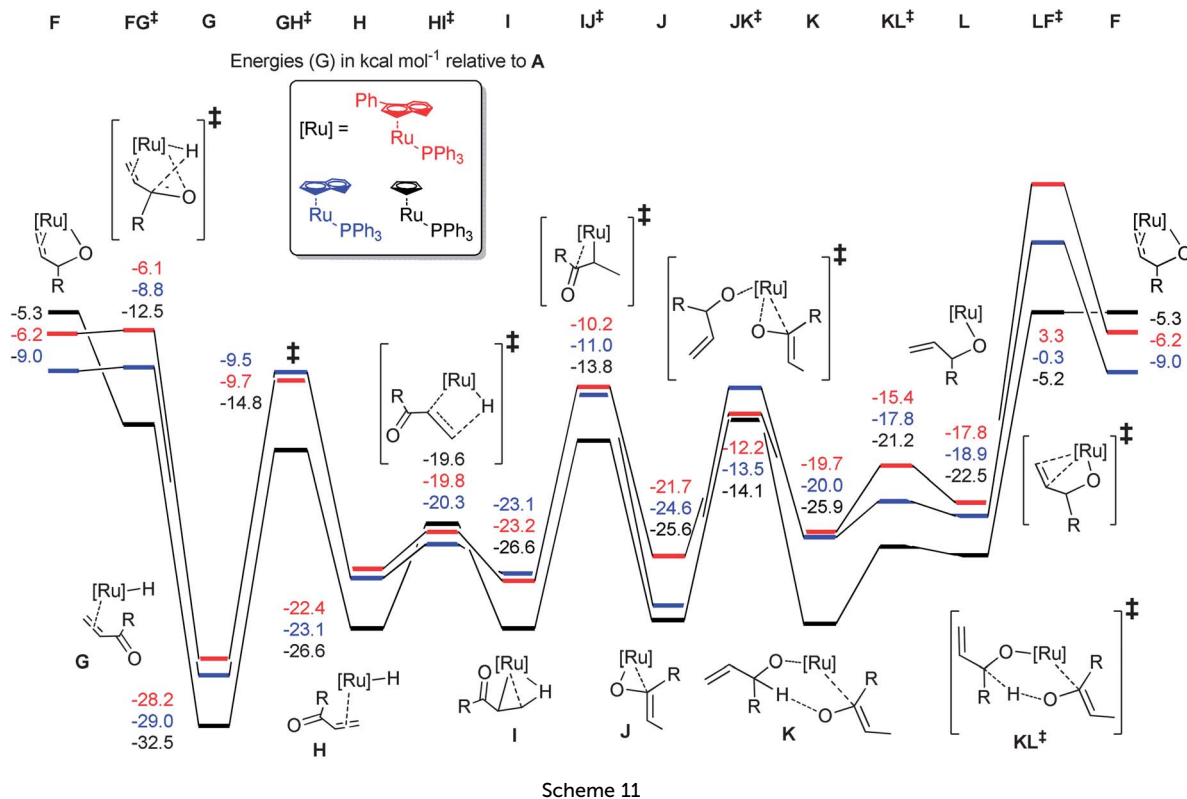 F FG‡ G GH‡ H HI‡ I IJ‡ J JK‡ K KL‡ L LF‡ F
Energies (G) in kcal mol-1 relative to A
[Ru] =
Ph
Ru
PPh3
Ru
PPh3
Ru
PPh3
‡
[Ru]
H
O
R
[Ru]
O
R
-5.3
-6.2
-9.0
-6.1
-8.8
-12.5
[Ru]-H
R
O
G
-28.2
-29.0
-32.5
-9.5
-9.7
-14.8
‡
-22.4
-23.1
-26.6
[Ru]-H
R
O
H
‡
[Ru]
R
H
O
-19.6
-19.8
-20.3
-23.1
-23.2
-26.6
[Ru]
O
H
R
I
‡
[Ru]
R
O
-10.2
-11.0
-13.8
-21.7
-24.6
-25.6
[Ru]
O
R
J
‡
R
O
[Ru]
O
R
-12.2
-13.5
-14.1
-19.7
-20.0
-25.9
O
[Ru]
R
H
R
O
K
-15.4
-17.8
-21.2
‡
O
[Ru]
R
R
H
O
KL‡
[Ru]
O
R
-17.8
-18.9
-22.5
3.3
-0.3
-5.2
‡
[Ru]
O
R
[Ru]
O
R
-5.3
-6.2
-9.0
Scheme 11